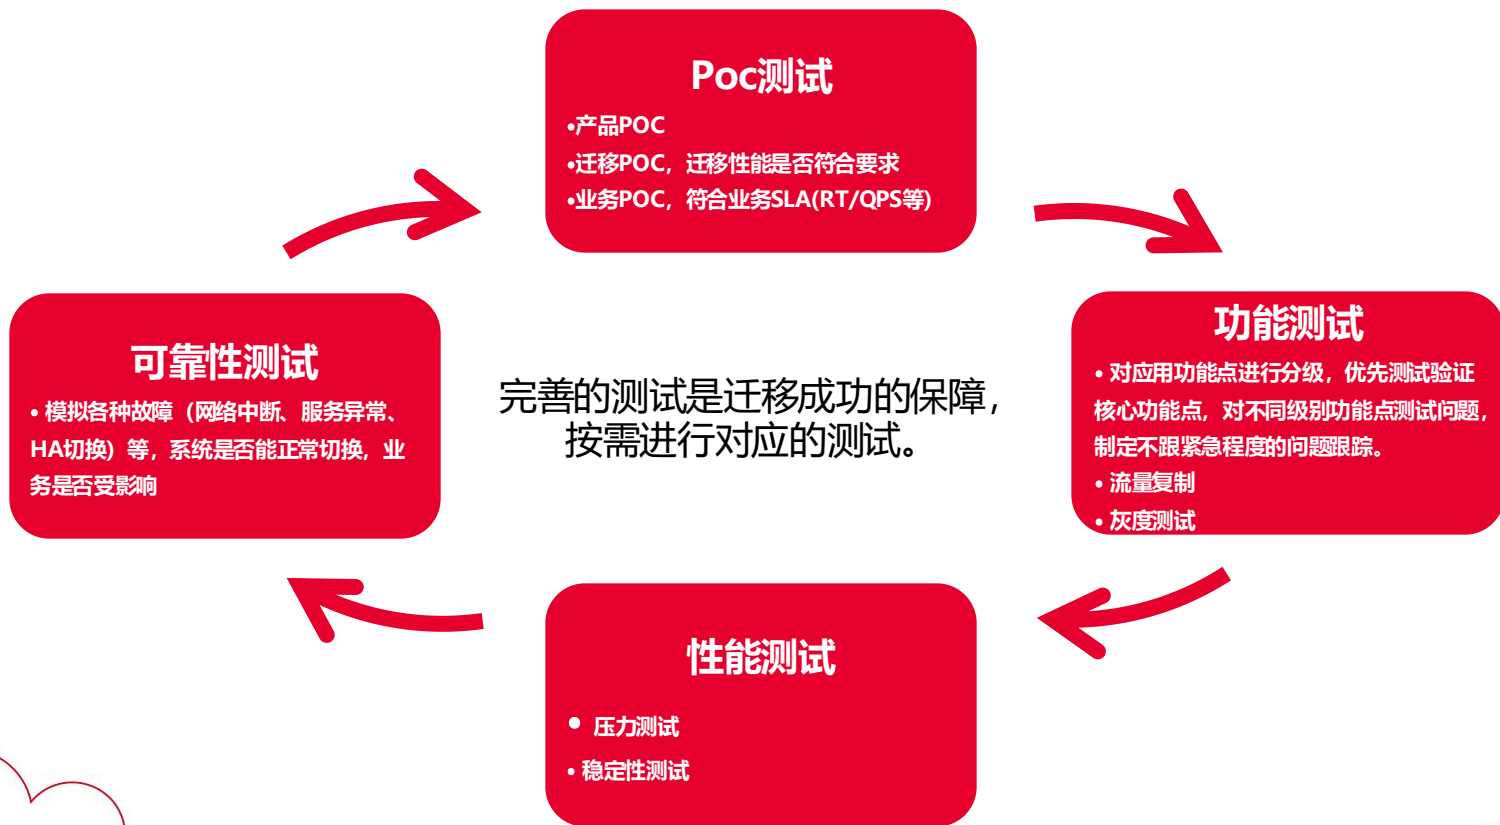 Poc测试
•产品POC
•迁移POC，迁移性能是否符合要求
•业务POC，符合业务SLA(RT/QPS等)
可靠性测试
• 模拟各种故障（网络中断、服务异常、
HA切换）等，系统是否能正常切换，业
务是否受影响
完善的测试是迁移成功的保障，
按需进行对应的测试。
功能测试
• 对应用功能点进行分级，优先测试验证
核心功能点，对不同级别功能点测试问题，
制定不跟紧急程度的问题跟踪。
• 流量复制
• 灰度测试
性能测试
• 压力测试
• 稳定性测试